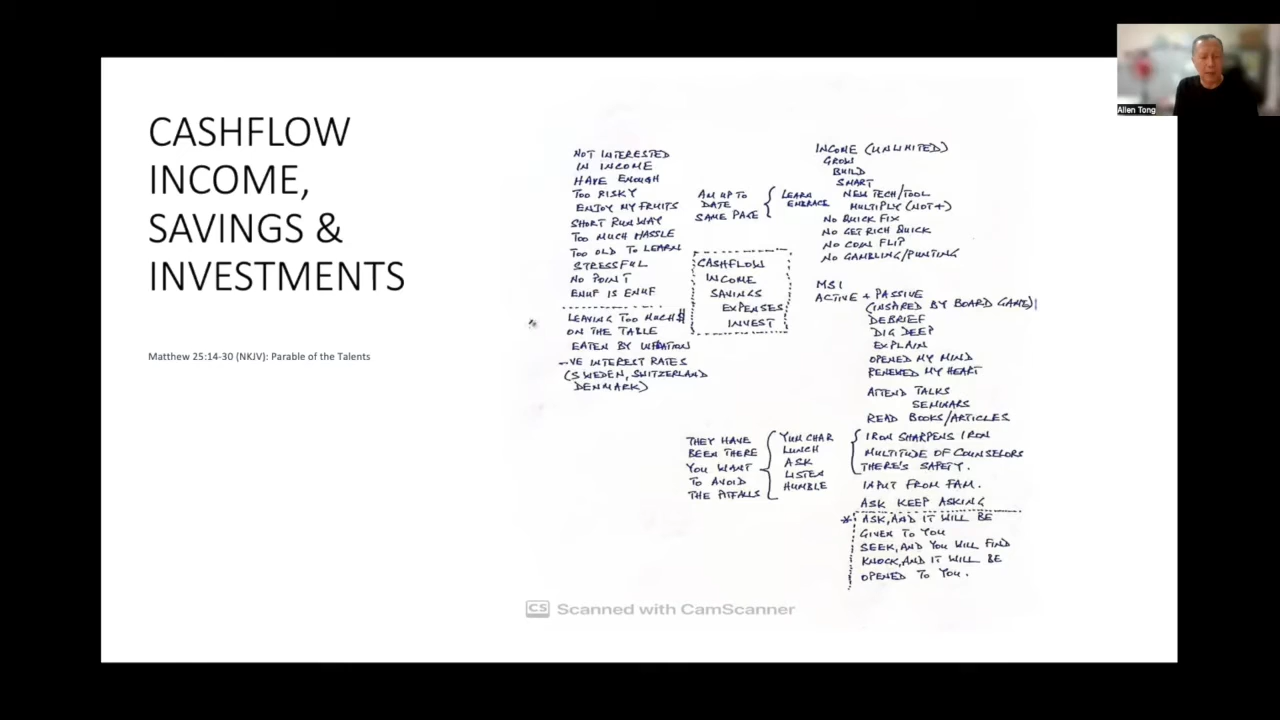 CASHFLOW
INCOME,
SAVINGS &
INVESTMENTS
Matthew 25:14-30 (NKJV): Parable of the Talents
NOT INTERESTED
IN INCOME
HAVE ENOUGH
TOO RISKY
ENJOY MY FRUITS
SHORT RUNWAY
TOO MUCH HASSLE
TOO OLD TO LEARN
STRESSFUL
NO POINT
ENUF IS ENUF
LEAVING TOO MUCH $
ON THE TABLE
EATEN BY INFLATION
-VE INTEREST RATES
(SWEDEN, SWITZERLAND
DENMARK)
AM UP TO
DATE
SAME PAGE
LEARN
EMBRACE
CASHFLOW
INCOME
SAVINGS
EXPENSES
INVEST
INCOME (UNLIMITED)
GROW
BUILD
SMART
NEW TECH/TOOL
MULTIPLY (NOT +)
NO QUICK FIX
NO GET RICH QUICK
NO COIN FLIP
NO GAMBLING/PUNTING
MSI
ACTIVE + PASSIVE
(INSPIRED BY BOARD GAME)
DEBRIEF
DIG DEEP
EXPLAIN
OPENED MY MIND
RENEWED MY HEART
ATTEND TALKS
SEMINARS
READ BOOKS/ARTICLES
THEY HAVE
BEEN THERE
YOU WANT
TO AVOID
THE PITFALLS
YUM CHAR
LUNCH
ASK
LISTEN
HUMBLE
IRON SHARPENS IRON
MULTITUDE OF COUNSELORS
THERE'S SAFETY.
INPUT FROM FAM.
ASK KEEP ASKING
* ASK, AND IT WILL BE
GIVEN TO YOU
SEEK, AND YOU WILL FIND
KNOCK, AND IT WILL BE
OPENED TO YOU.
CS Scanned with CamScanner
Allen Tong